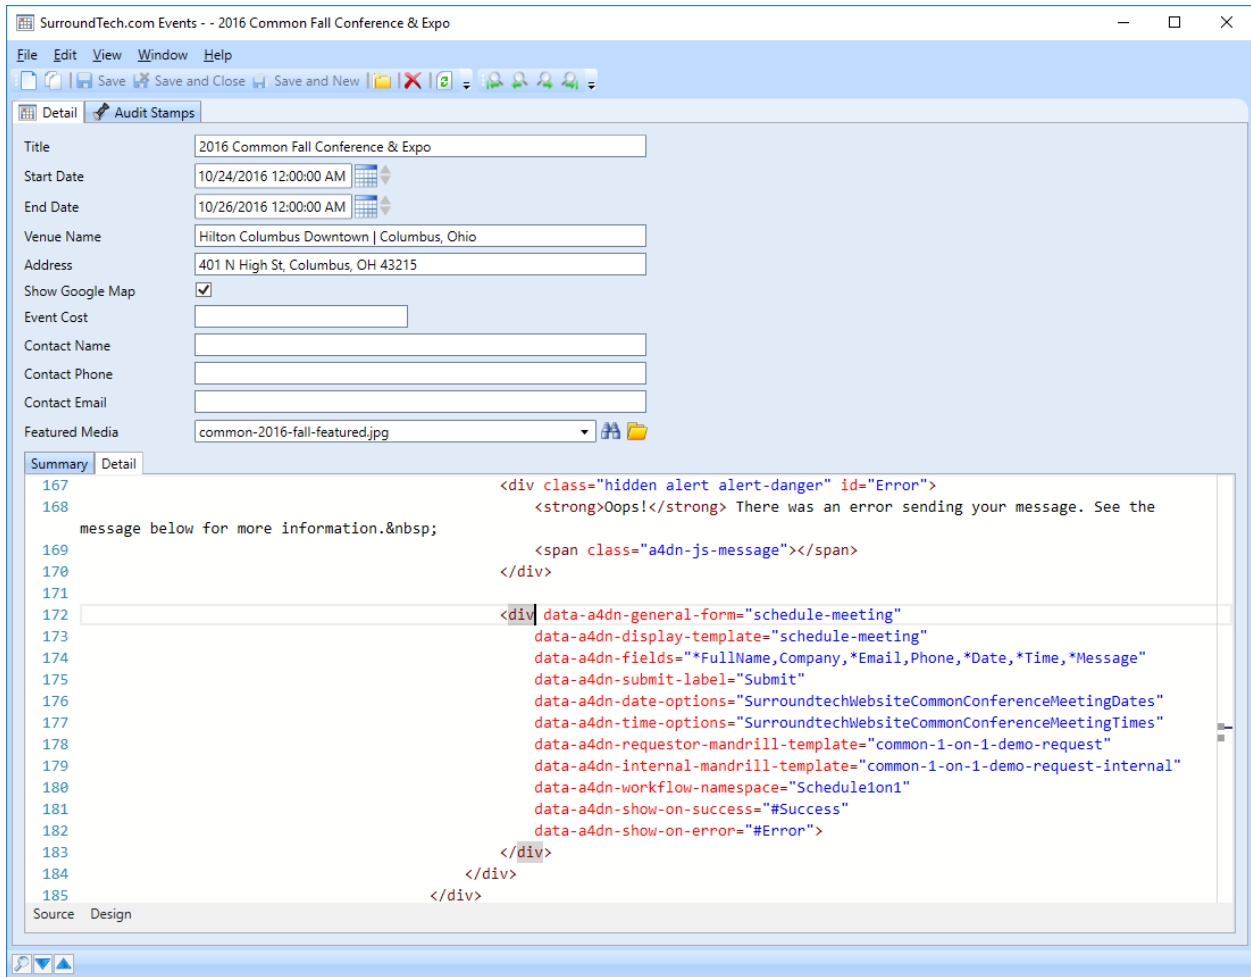 SurroundTech.com Events - - 2016 Common Fall Conference & Expo
File Edit View Window Help
Save Save and Close Save and New
Detail Audit Stamps
Title 2016 Common Fall Conference & Expo
Start Date 10/24/2016 12:00:00 AM
End Date 10/26/2016 12:00:00 AM
Venue Name Hilton Columbus Downtown | Columbus, Ohio
Address 401 N High St, Columbus, OH 43215
Show Google Map
Event Cost
Contact Name
Contact Phone
Contact Email
Featured Media common-2016-fall-featured.jpg
Summary Detail
167 <div class="hidden alert alert-danger" id="Error">
168 <strong>Oops!</strong> There was an error sending your message. See the
message below for more information.&nbsp;
169 <span class="a4dn-js-message"></span>
170 </div>
171
172 <div data-a4dn-general-form="schedule-meeting"
173 data-a4dn-display-template="schedule-meeting"
174 data-a4dn-fields="*FullName,Company,*Email,Phone,*Date,*Time,*Message"
175 data-a4dn-submit-label="Submit"
176 data-a4dn-date-options="SurroundtechWebsiteCommonConferenceMeetingDates"
177 data-a4dn-time-options="SurroundtechWebsiteCommonConferenceMeetingTimes"
178 data-a4dn-requestor-mandrill-template="common-1-on-1-demo-request"
179 data-a4dn-internal-mandrill-template="common-1-on-1-demo-request-internal"
180 data-a4dn-workflow-namespace="Schedule1on1"
181 data-a4dn-show-on-success="#Success"
182 data-a4dn-show-on-error="#Error">
183 </div>
184 </div>
185 </div>
Source Design